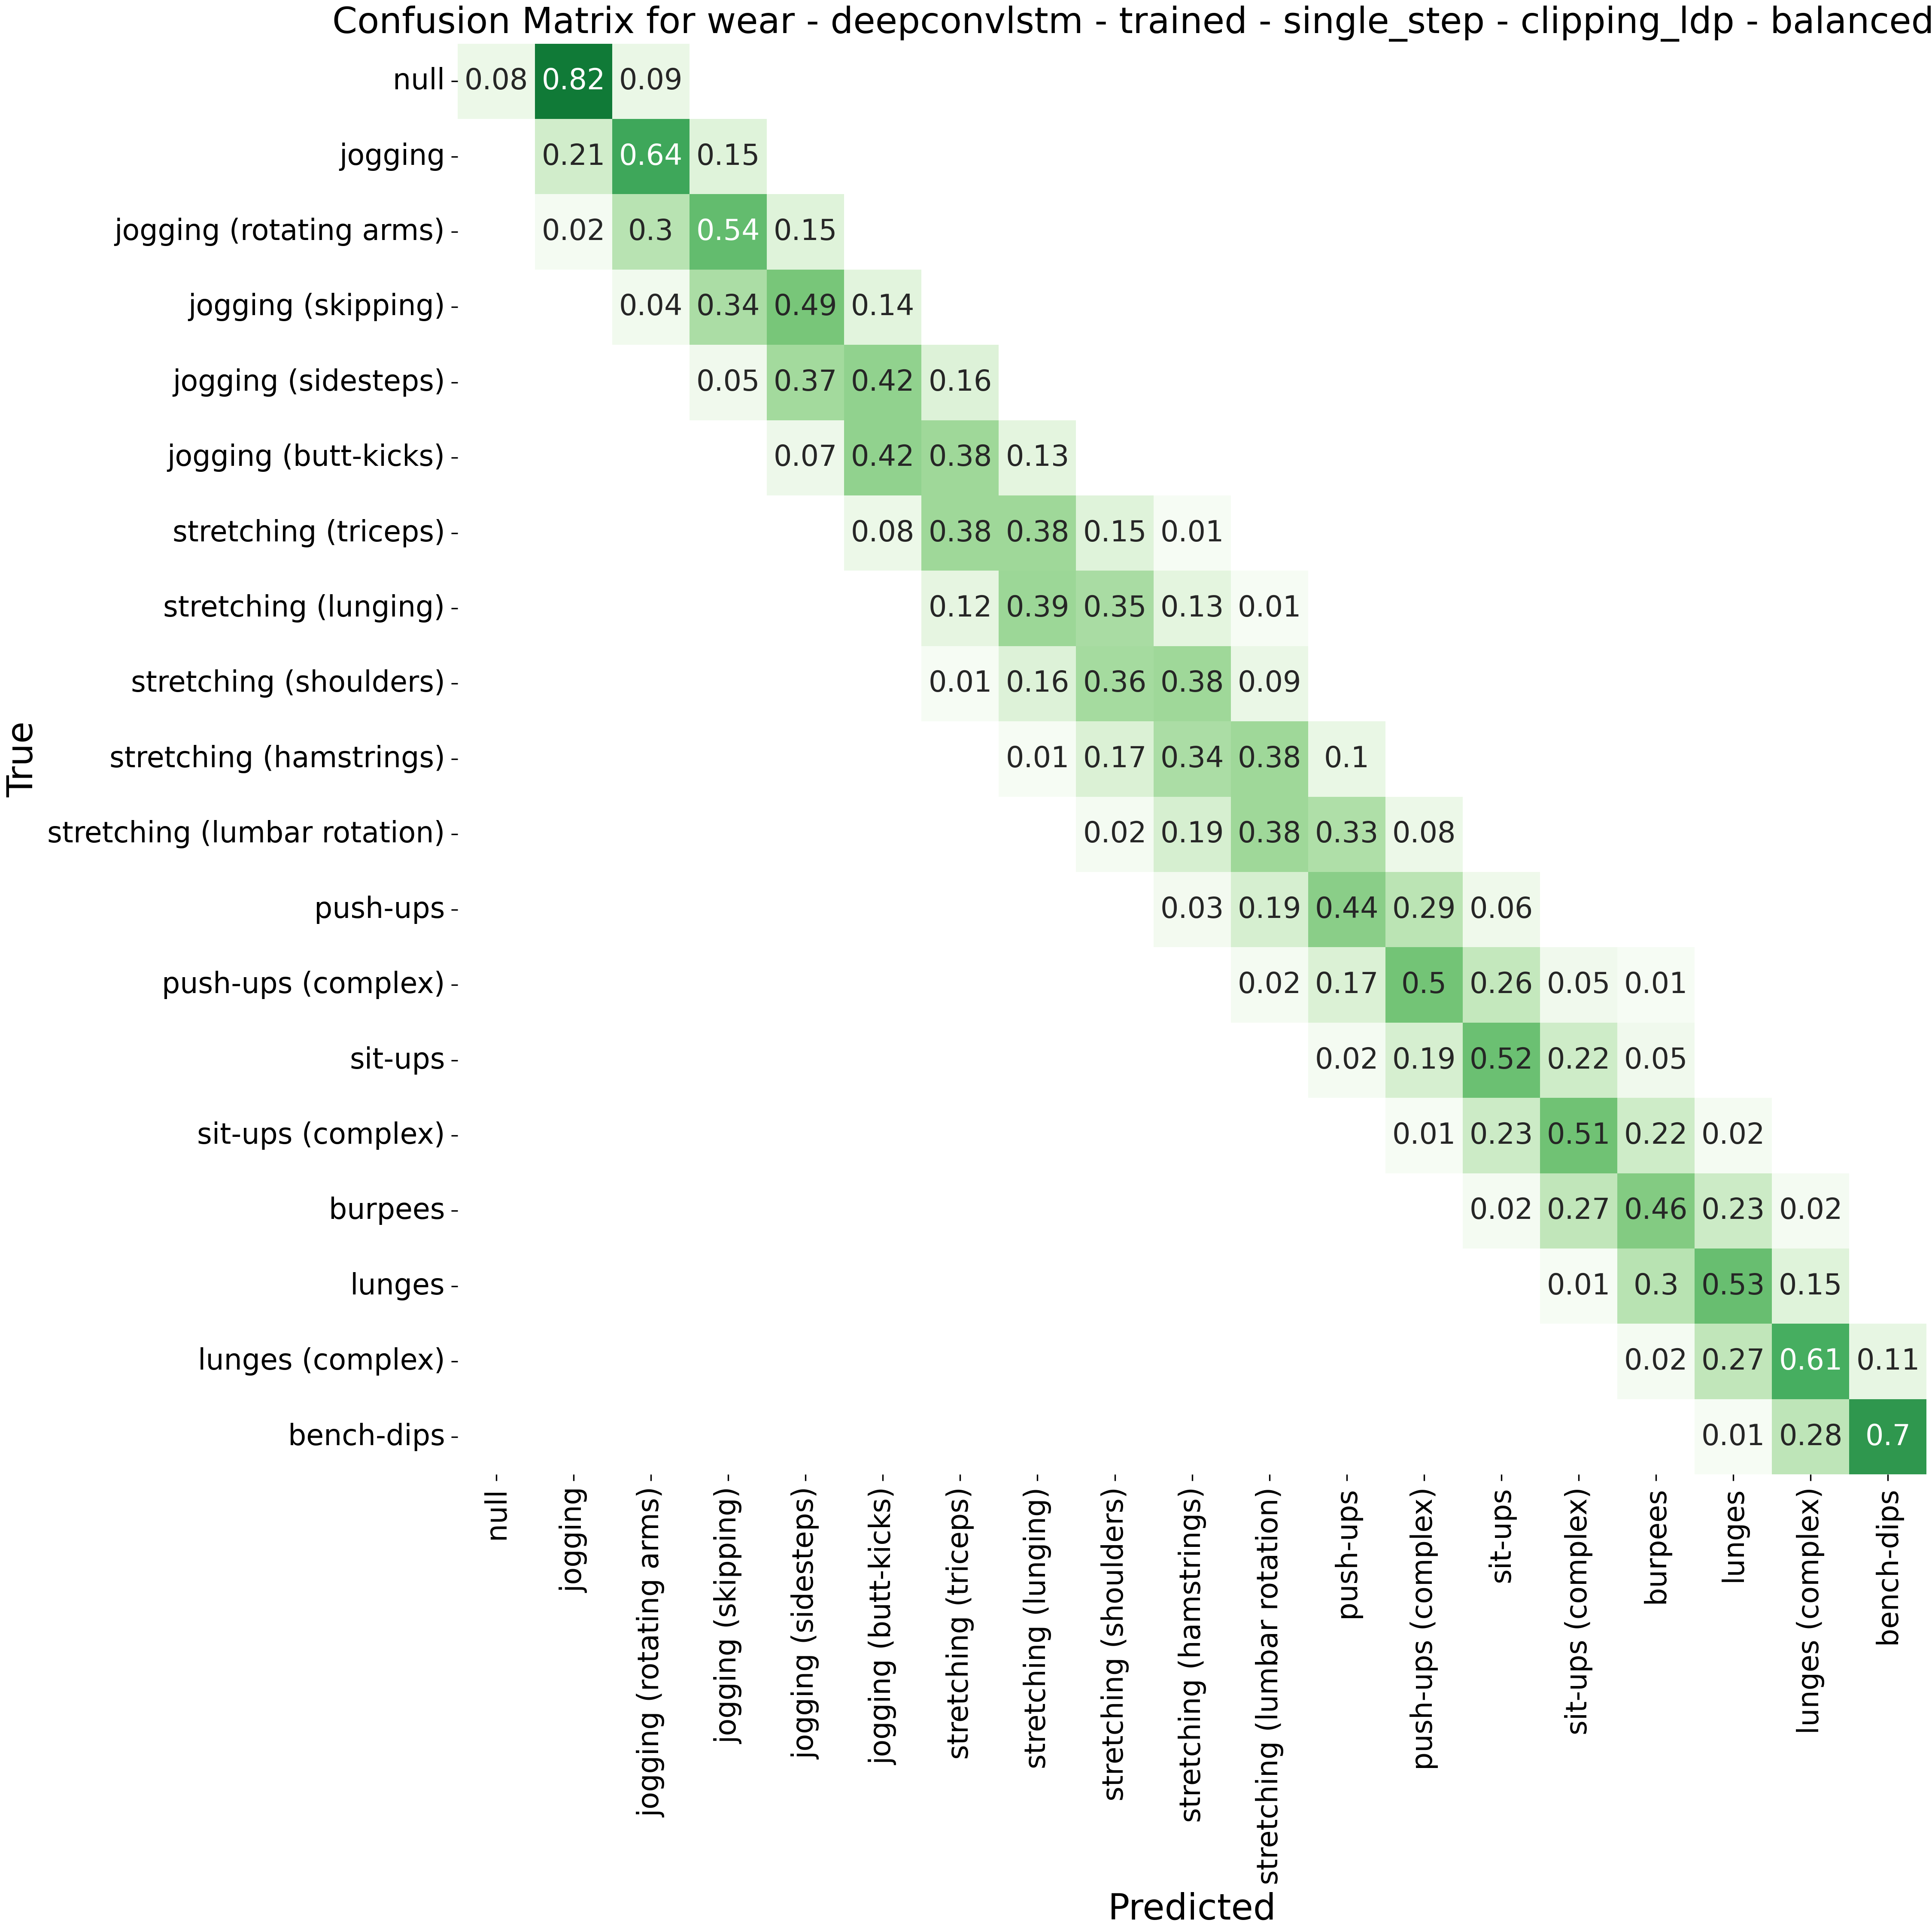 Confusion Matrix for wear - deepconvlstm - trained - single_step - clipping_ldp - balanced
null 0.08 0.82 0.09
jogging 0.21 0.64 0.15
jogging (rotating arms) 0.02 0.3 0.54 0.15
jogging (skipping) 0.04 0.34 0.49 0.14
jogging (sidesteps) 0.05 0.37 0.42 0.16
jogging (butt-kicks) 0.07 0.42 0.38 0.13
stretching (triceps) 0.08 0.38 0.38 0.15 0.01
stretching (lunging) 0.12 0.39 0.35 0.13 0.01
stretching (shoulders) 0.01 0.16 0.36 0.38 0.09
stretching (hamstrings) 0.01 0.17 0.34 0.38 0.1
stretching (lumbar rotation) 0.02 0.19 0.38 0.33 0.08
push-ups 0.03 0.19 0.44 0.29 0.06
push-ups (complex) 0.02 0.17 0.5 0.26 0.05 0.01
sit-ups 0.02 0.19 0.52 0.22 0.05
sit-ups (complex) 0.01 0.23 0.51 0.22 0.02
burpees 0.02 0.27 0.46 0.23 0.02
lunges 0.01 0.3 0.53 0.15
lunges (complex) 0.02 0.27 0.61 0.11
bench-dips 0.01 0.28 0.7
True
null
jogging
jogging (rotating arms)
jogging (skipping)
jogging (sidesteps)
jogging (butt-kicks)
stretching (triceps)
stretching (lunging)
stretching (shoulders)
stretching (hamstrings)
stretching (lumbar rotation)
push-ups
push-ups (complex)
sit-ups
sit-ups (complex)
burpees
lunges
lunges (complex)
bench-dips
Predicted